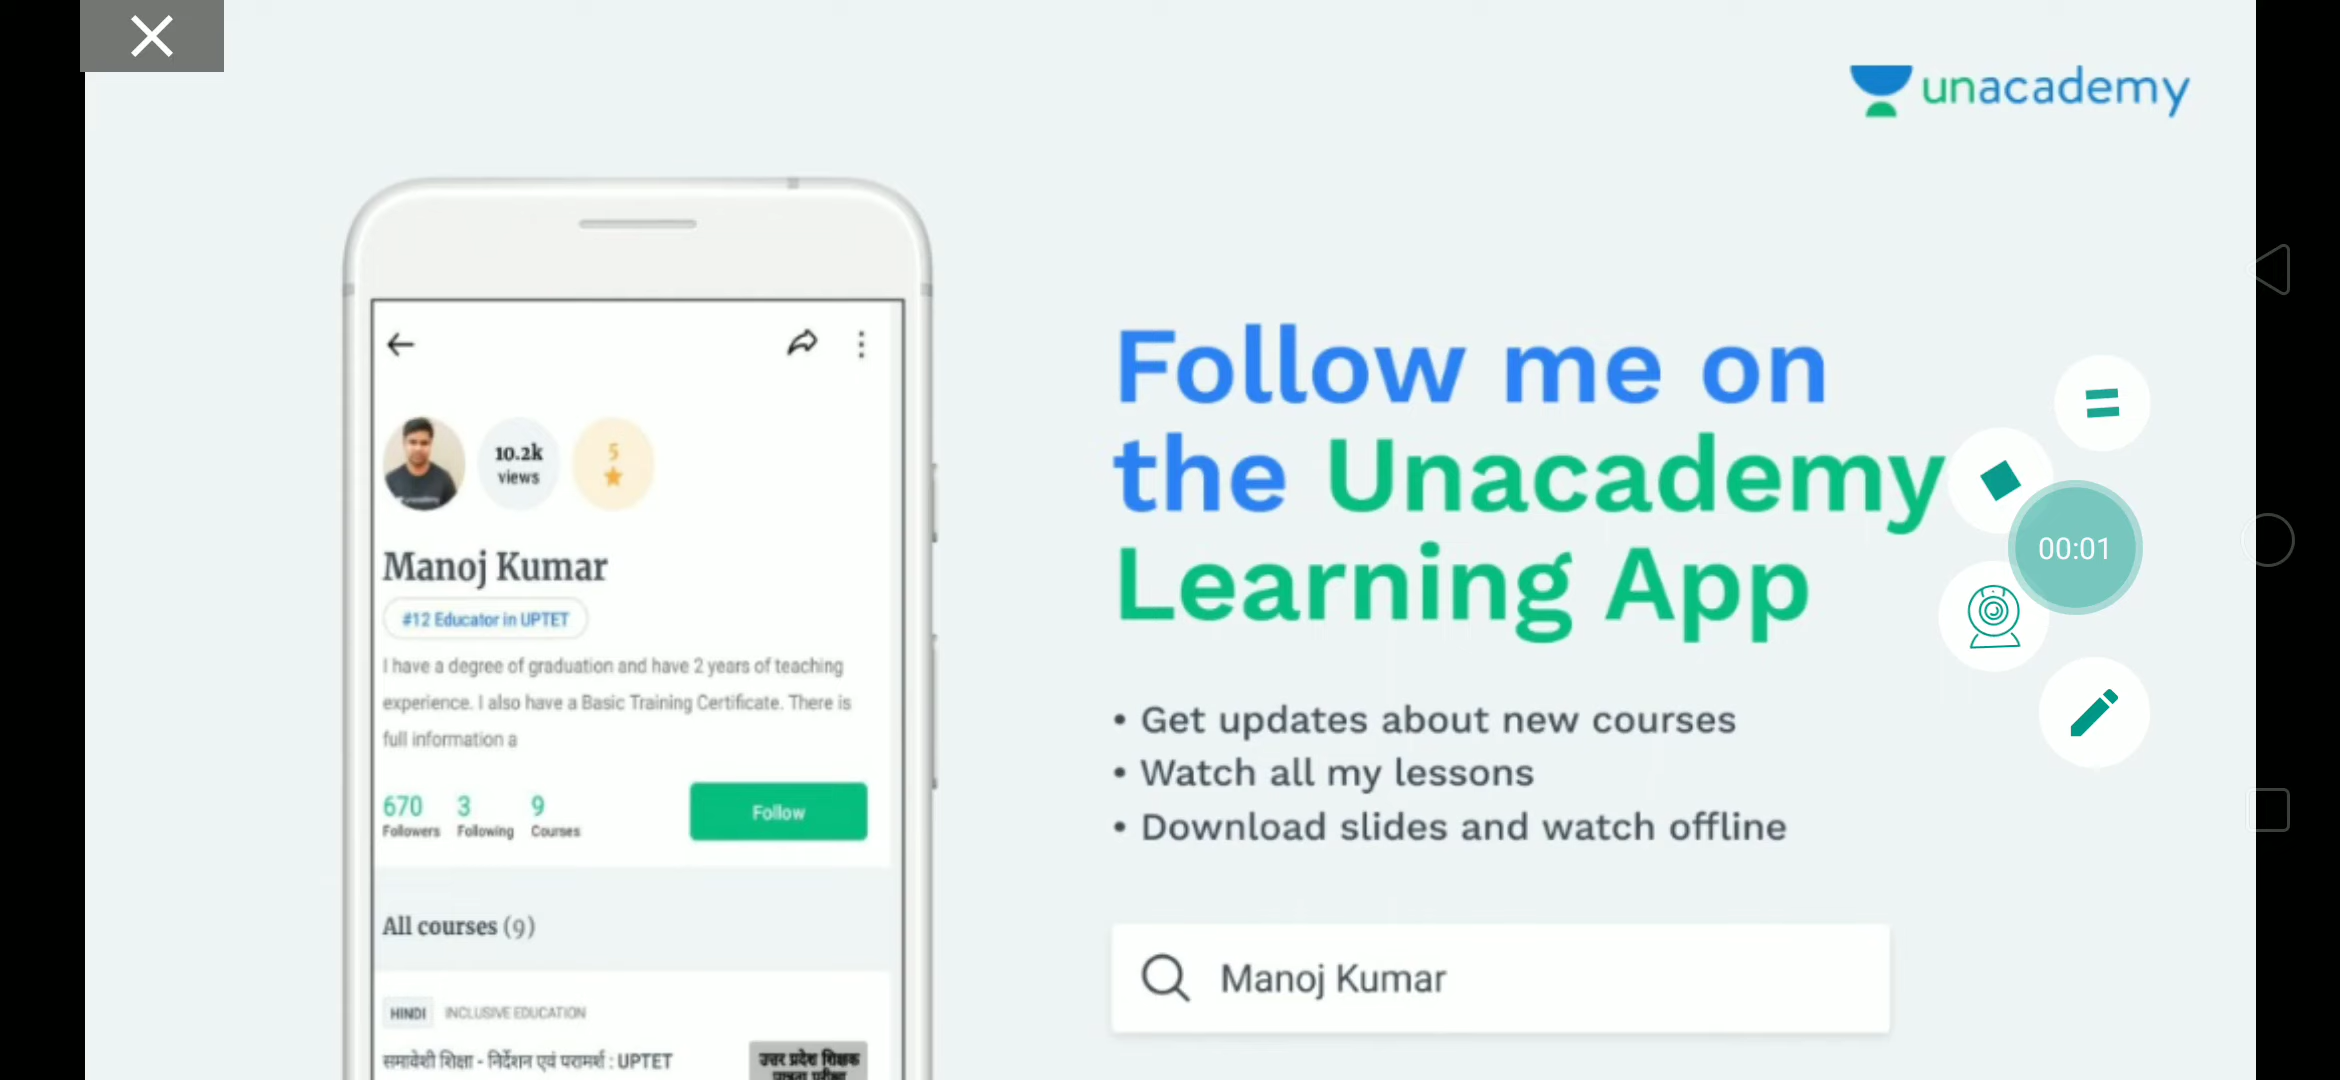 unacademy
10.2k
views
5
Manoj Kumar
#12 Educator in UPTET
I have a degree of graduation and have 2 years of teaching
experience. I also have a Basic Training Certificate. There is
full information a
670 3 9
Followers Following Courses
Follow
All courses (9)
HINDI INCLUSIVE EDUCATION
समावेशी शिक्षा - निर्देशन एवं परामर्श : UPTET
उत्तर प्रदेश शिक्षक
पात्रता परीक्षा
Follow me on
the Unacademy
Learning App
• Get updates about new courses
• Watch all my lessons
• Download slides and watch offline
Manoj Kumar
00:01